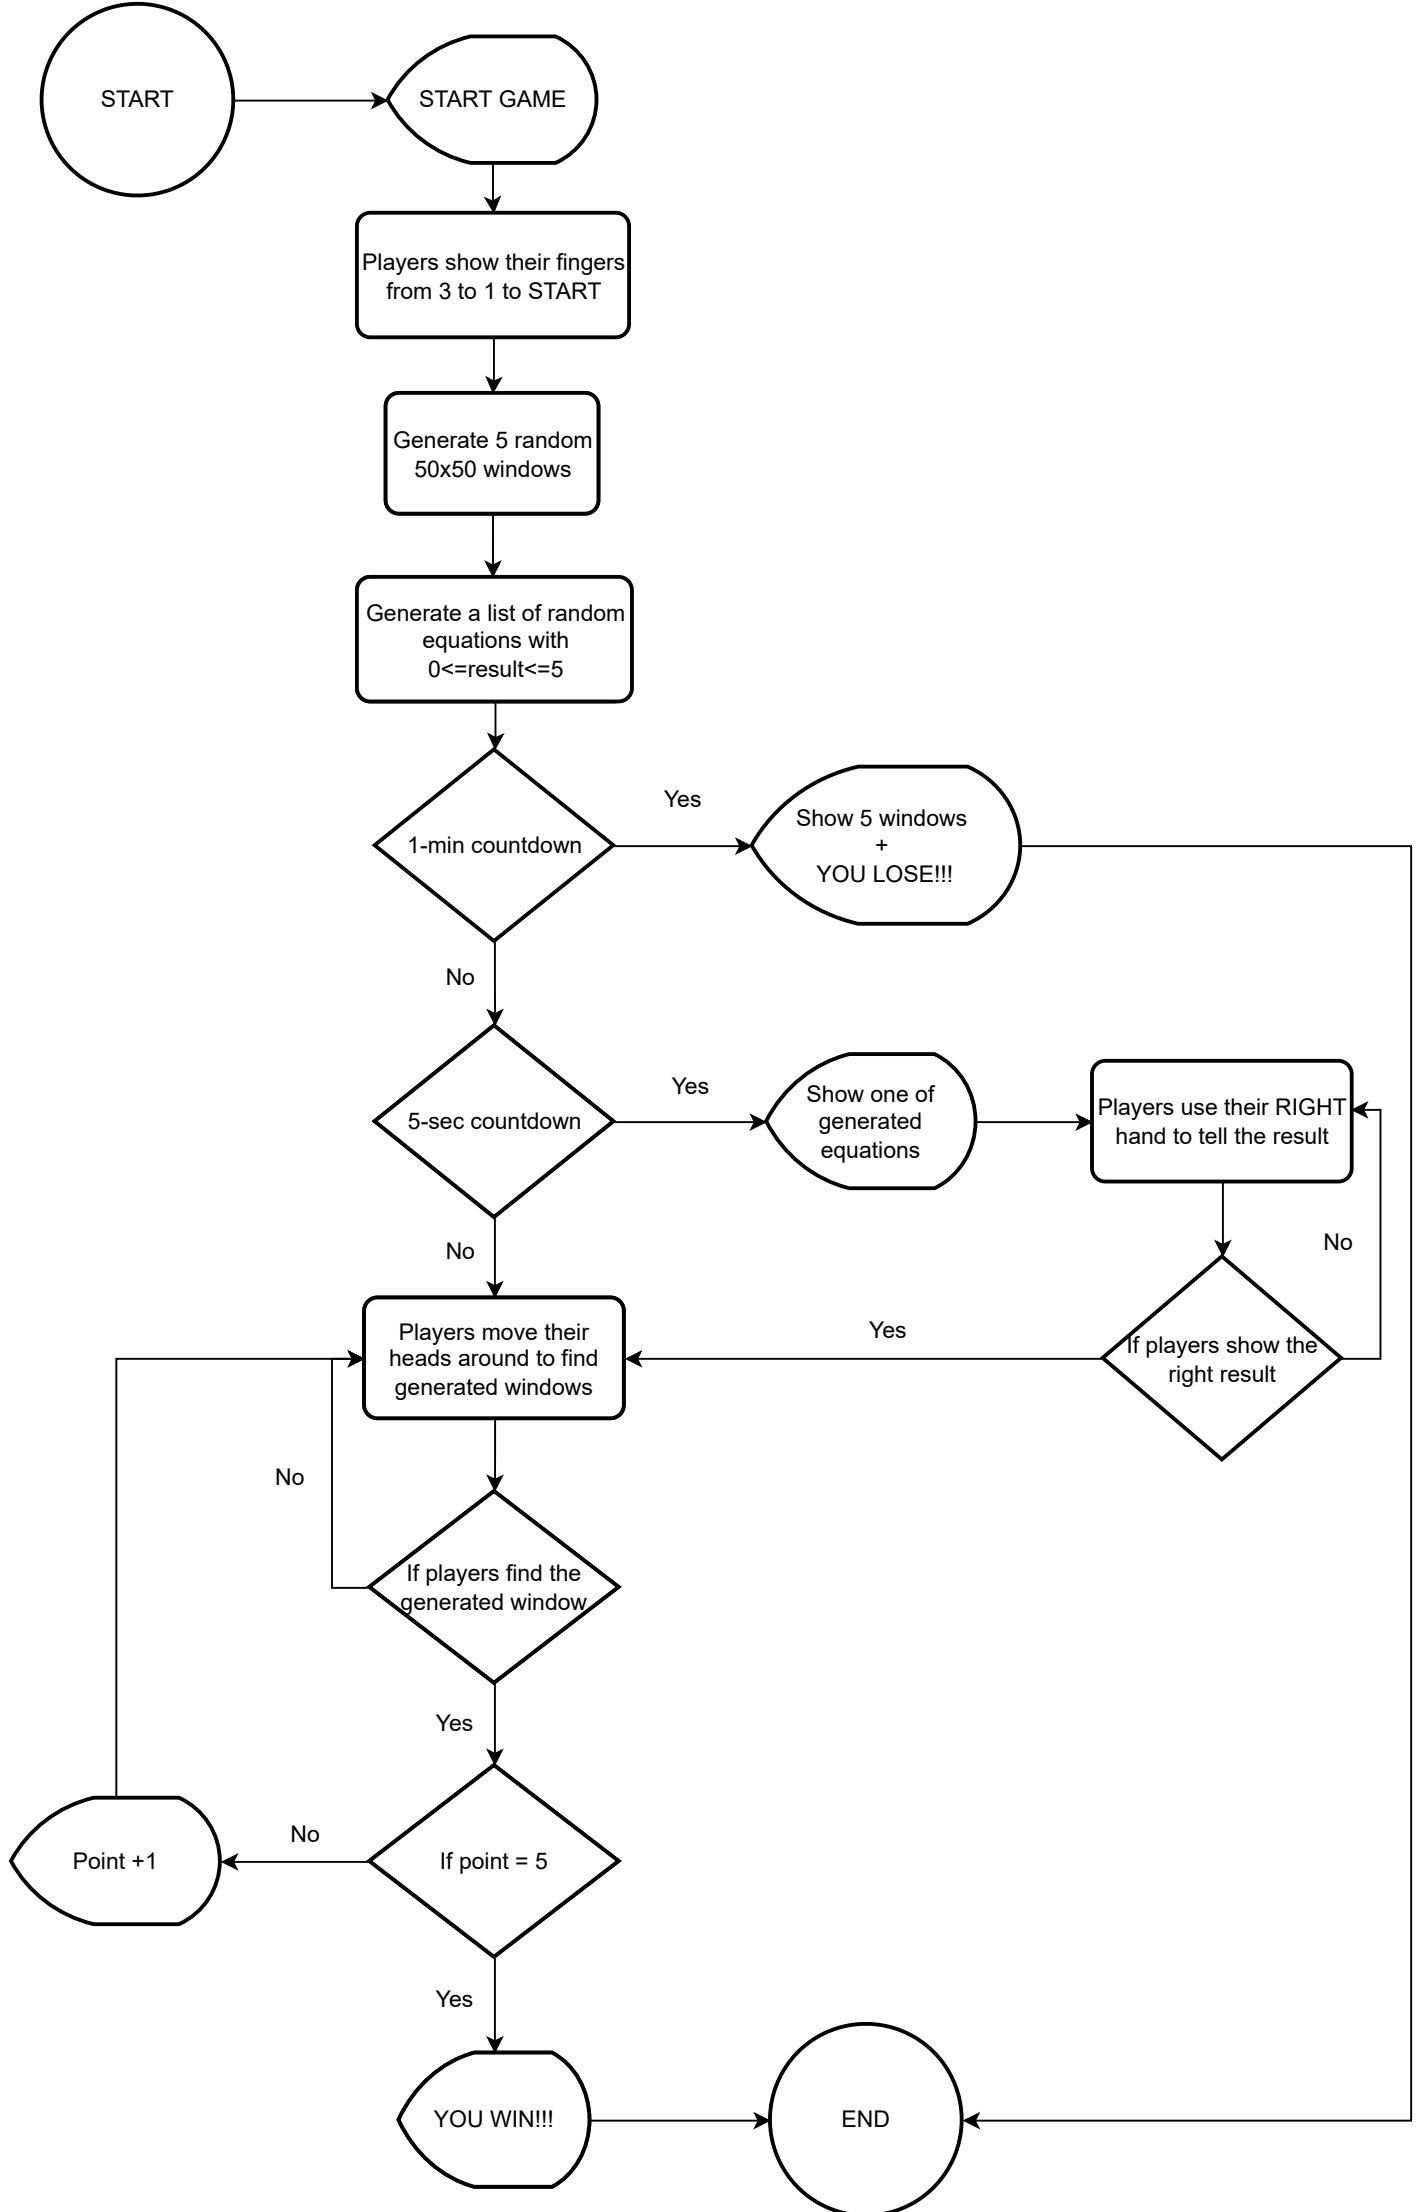 START
START GAME
Players show their fingers
from 3 to 1 to START
Generate 5 random
50x50 windows
Generate a list of random
equations with
0<=result<=5
1-min countdown
Yes
Show 5 windows
+
YOU LOSE!!!
No
5-sec countdown
Yes
Show one of
generated
equations
Players use their RIGHT
hand to tell the result
No
If players show the
right result
Yes
No
Players move their
heads around to find
generated windows
No
If players find the
generated window
Yes
If point = 5
No
Point +1
Yes
YOU WIN!!!
END